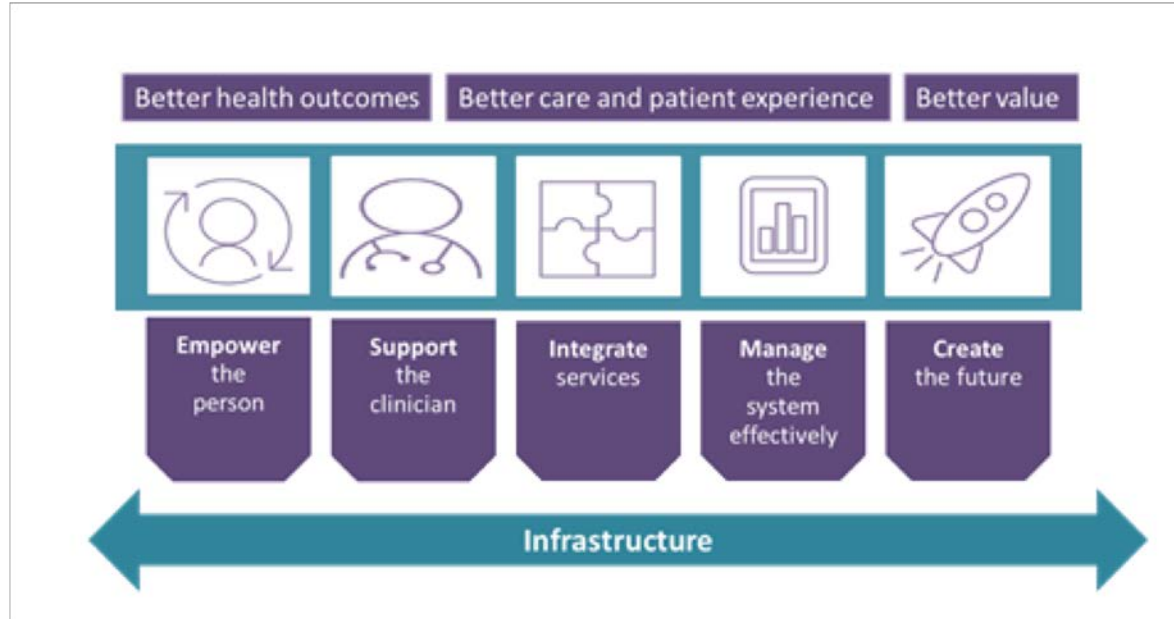 Better health outcomes
Better care and patient experience
Better value
Empower
the
person
Support
the
clinician
Integrate
services
Manage
the
system
effectively
Create
the future
Infrastructure